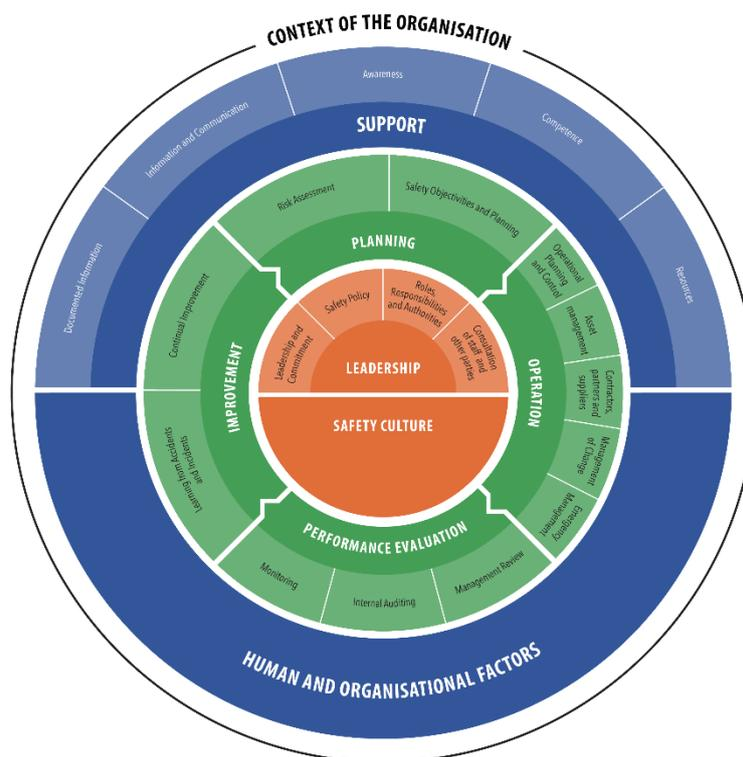 CONTEXT OF THE ORGANISATION
Documented Information
Information and Communication
Awareness
Competence
Resources
SUPPORT
Risk Assessment
Safety Objectivities and Planning
PLANNING
Operational
Planning
and Control
Asset
management
Contractors,
partners and
suppliers
Management
of Change
Emergency
Management
OPERATION
Continual Improvement
Learning from Accidents
and Incidents
IMPROVEMENT
Leadership and
Commitment
Safety Policy
Roles,
Responsibilities
and Authorities
Consultation
of staff and
other parties
LEADERSHIP
SAFETY CULTURE
PERFORMANCE EVALUATION
Monitoring
Internal Auditing
Management Review
HUMAN AND ORGANISATIONAL FACTORS